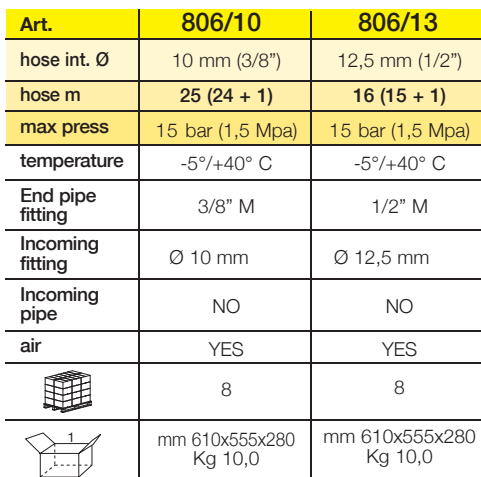 Art. 806/10 806/13
hose int. Ø 10 mm (3/8”) 12,5 mm (1/2”)
hose m 25 (24 + 1) 16 (15 + 1)
max press 15 bar (1,5 Mpa) 15 bar (1,5 Mpa)
temperature -5°/+40° C -5°/+40° C
End pipe
fitting 3/8” M 1/2” M
Incoming
fitting Ø 10 mm Ø 12,5 mm
Incoming
pipe NO NO
air YES YES
8 8
1 mm 610x555x280 mm 610x555x280
Kg 10,0 Kg 10,0